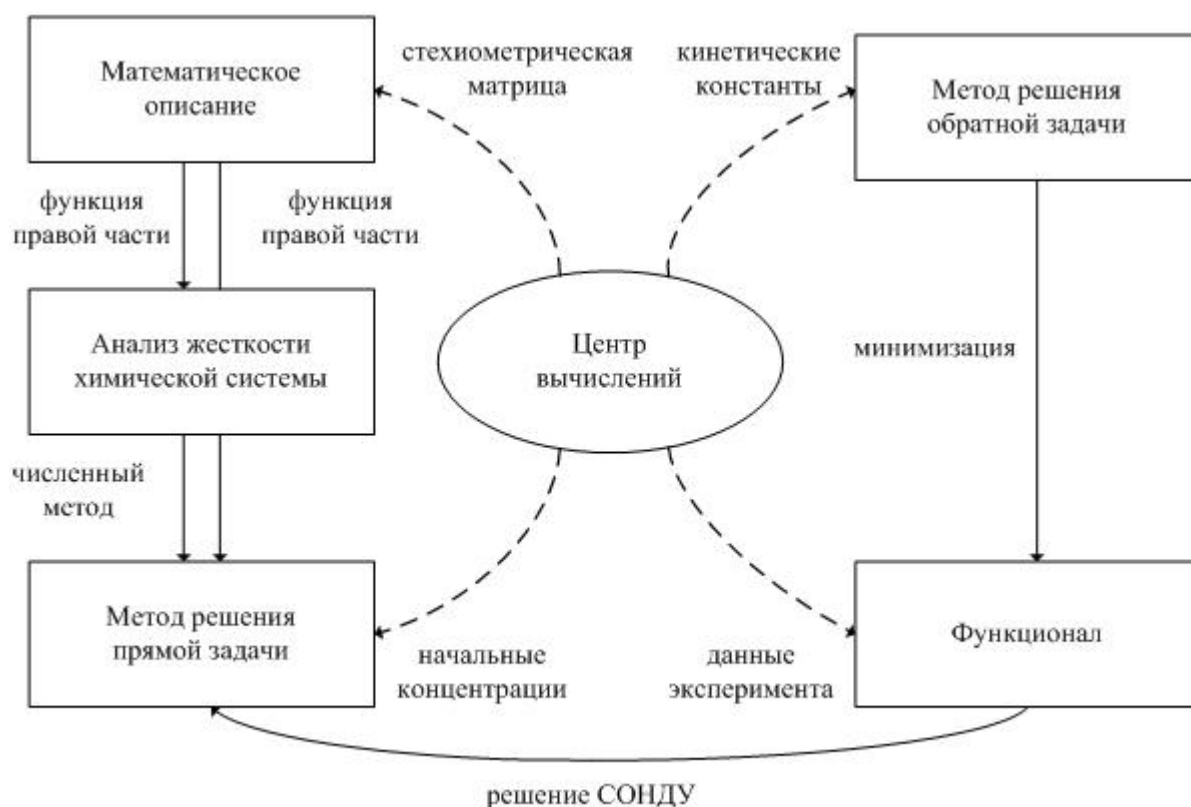 Математическое
описание
стехиометрическая
матрица
кинетические
константы
Метод решения
обратной задачи
функция
правой части
функция
правой части
Анализ жесткости
химической системы
Центр
вычислений
минимизация
численный
метод
Метод решения
прямой задачи
начальные
концентрации
данные
эксперимента
Функционал
решение СОНДУ